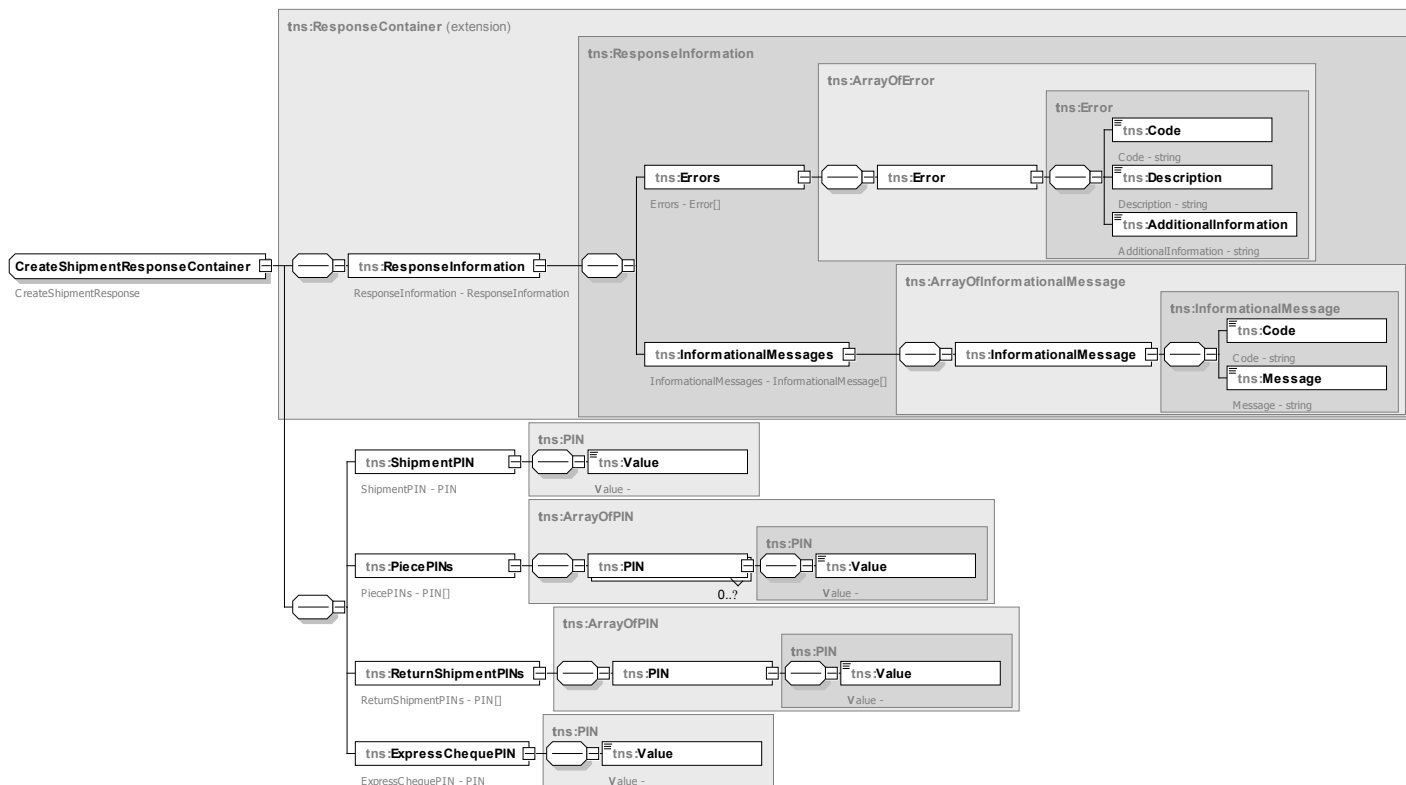 tns:ResponseContainer (extension)
tns:ResponseInformation
tns:ArrayOfError
tns:Error
tns:Code
Code - string
tns:Errors
tns:Error
tns:Description
Errors - Error[]
Description - string
tns:AdditionalInformation
AdditionalInformation - string
CreateShipmentResponseContainer
tns:ResponseInformation
CreateShipmentResponse
ResponseInformation - ResponseInformation
tns:ArrayOfInformationalMessage
tns:InformationalMessage
tns:Code
Code - string
tns:InformationalMessages
tns:InformationalMessage
InformationalMessages - InformationalMessage[]
tns:Message
Message - string
tns:PIN
tns:ShipmentPIN
tns:Value
ShipmentPIN - PIN
Value -
tns:ArrayOfPIN
tns:PIN
tns:PiecePINs
tns:PIN
tns:Value
PiecePINs - PIN[]
0..?
Value -
tns:ArrayOfPIN
tns:PIN
tns:ReturnShipmentPINs
tns:PIN
tns:Value
ReturnShipmentPINs - PIN[]
Value -
tns:PIN
tns:ExpressChequePIN
tns:Value
ExpressChequePIN - PIN
Value -